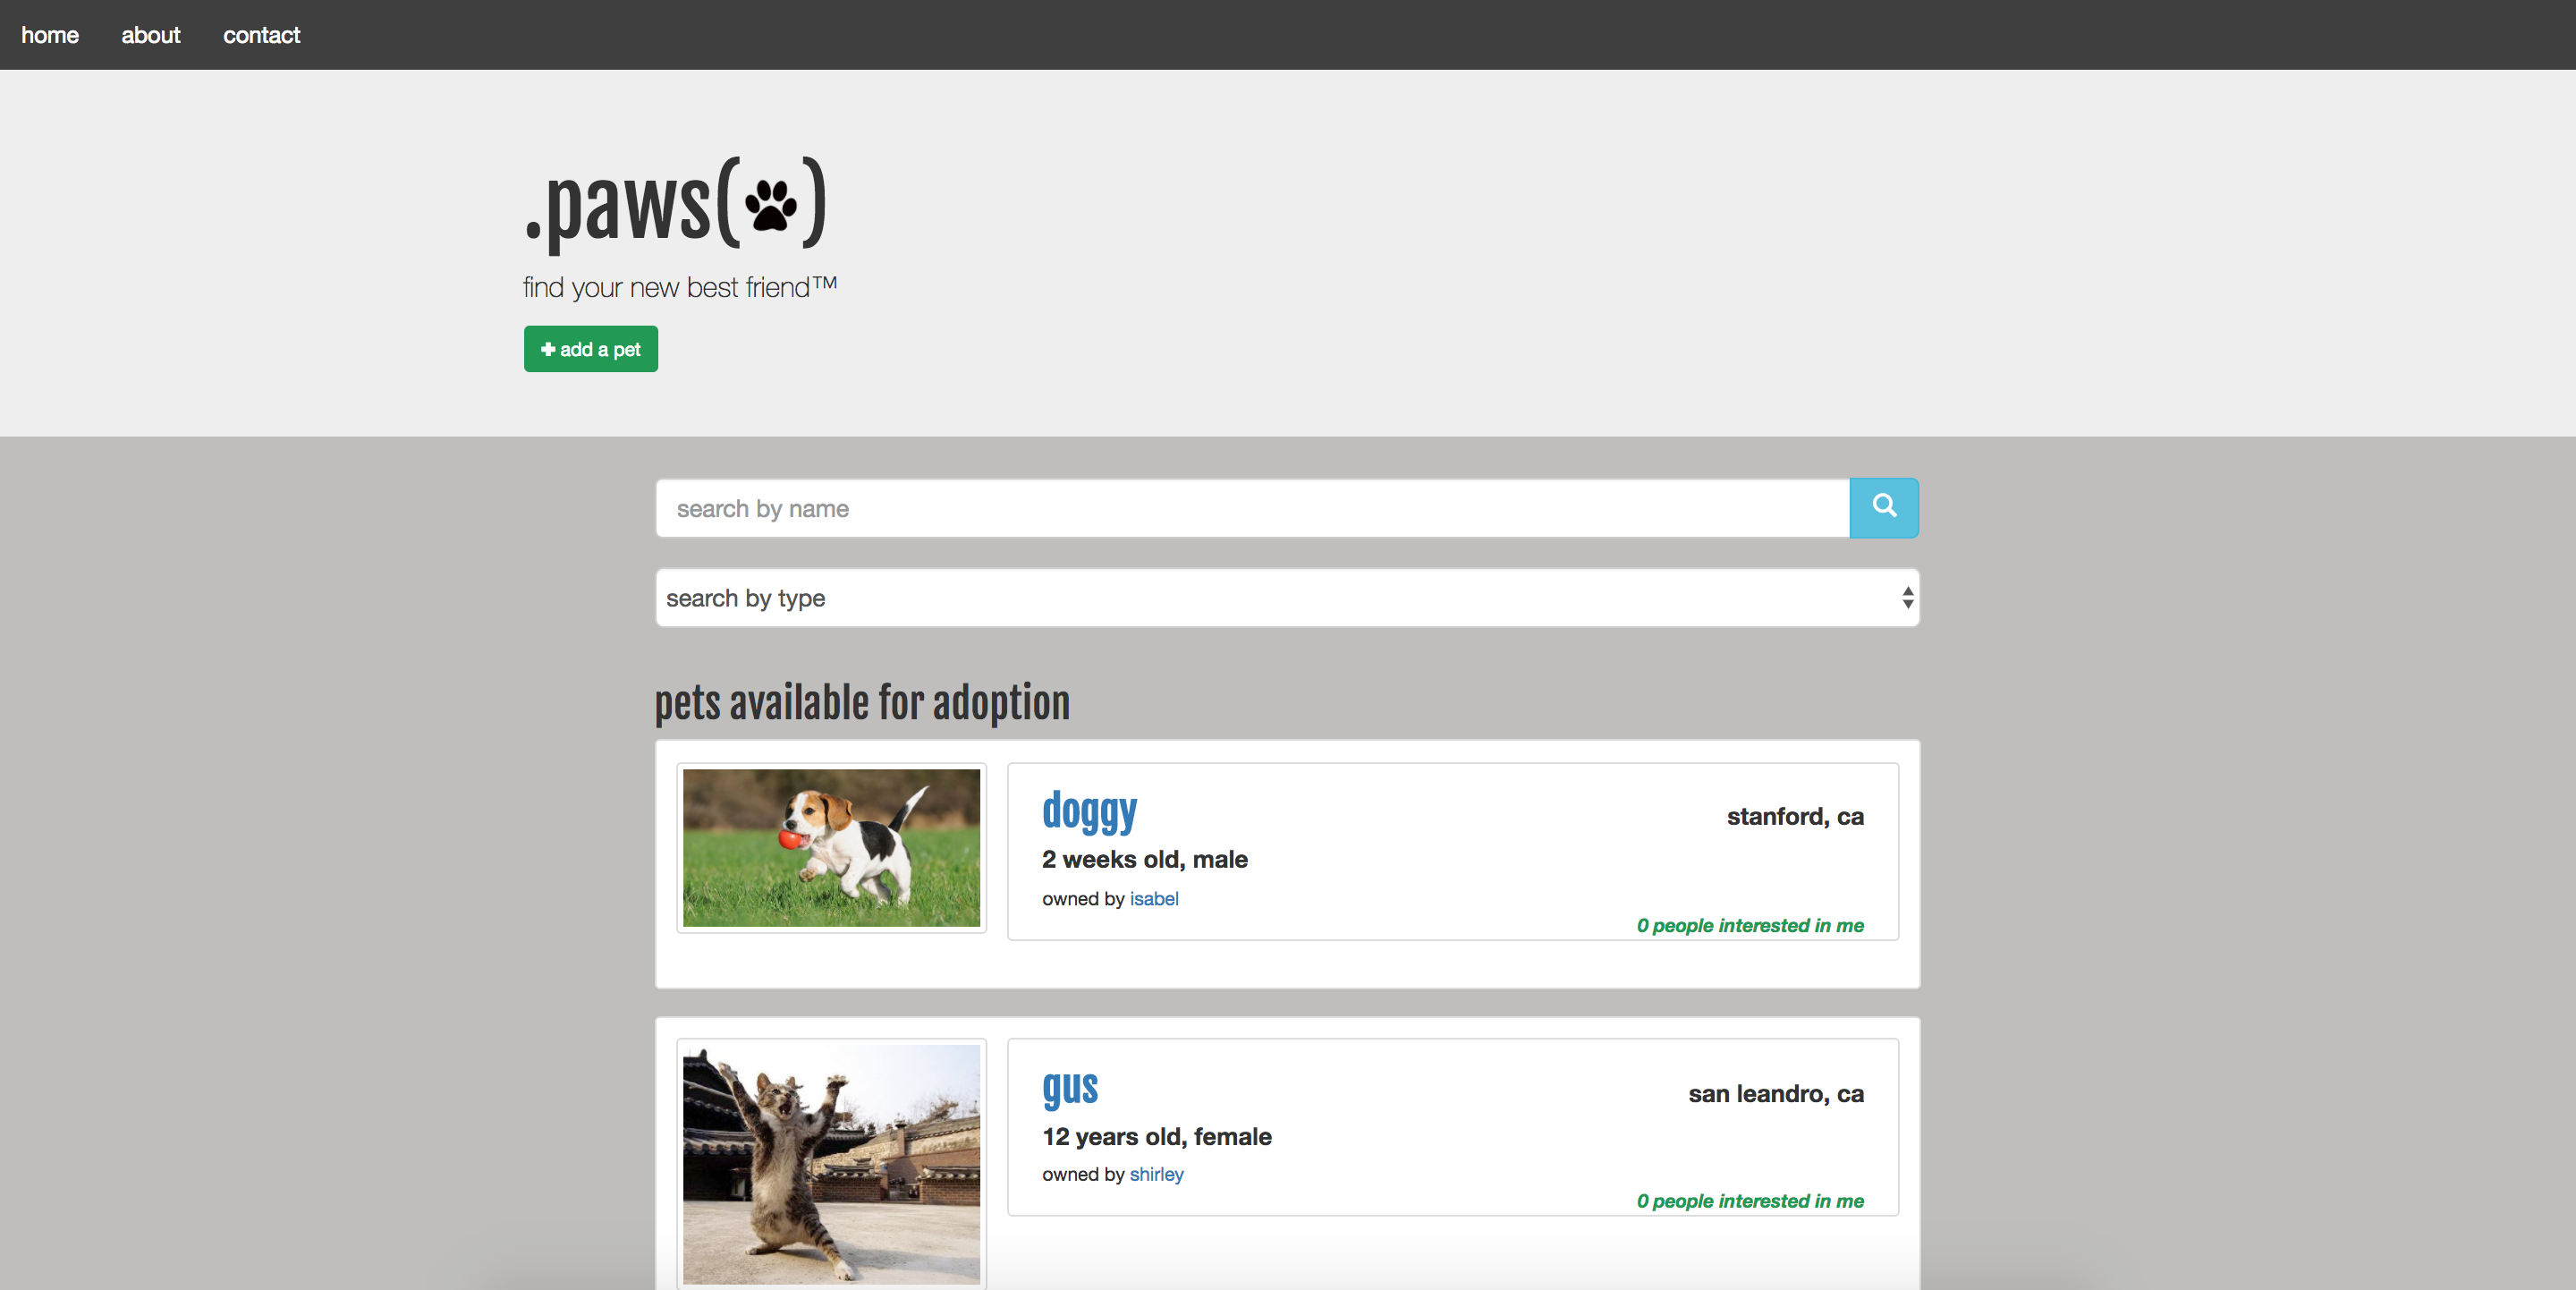 home about contact
.paws()
find your new best friend™
add a pet
search by name
search by type
pets available for adoption
doggy
stanford, ca
2 weeks old, male
owned by isabel
0 people interested in me
gus
san leandro, ca
12 years old, female
owned by shirley
0 people interested in me